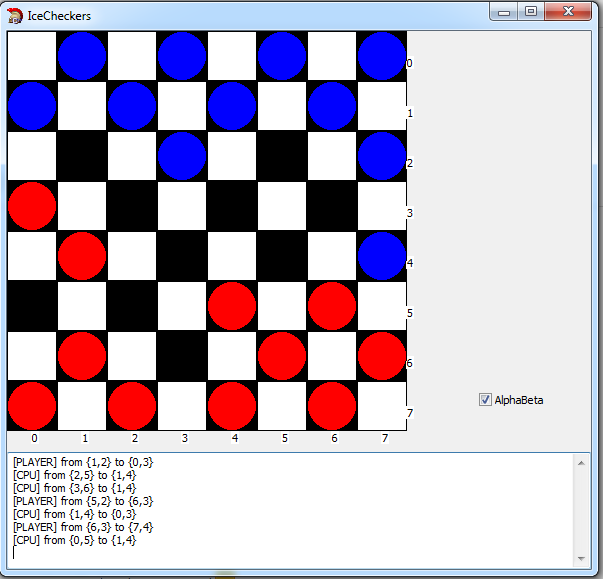 IceCheckers
0
1
2
3
4
5
6
7
AlphaBeta
0 1 2 3 4 5 6 7
[PLAYER] from {1,2} to {0,3}
[CPU] from {2,5} to {1,4}
[CPU] from {3,6} to {1,4}
[PLAYER] from {5,2} to {6,3}
[CPU] from {1,4} to {0,3}
[PLAYER] from {6,3} to {7,4}
[CPU] from {0,5} to {1,4}